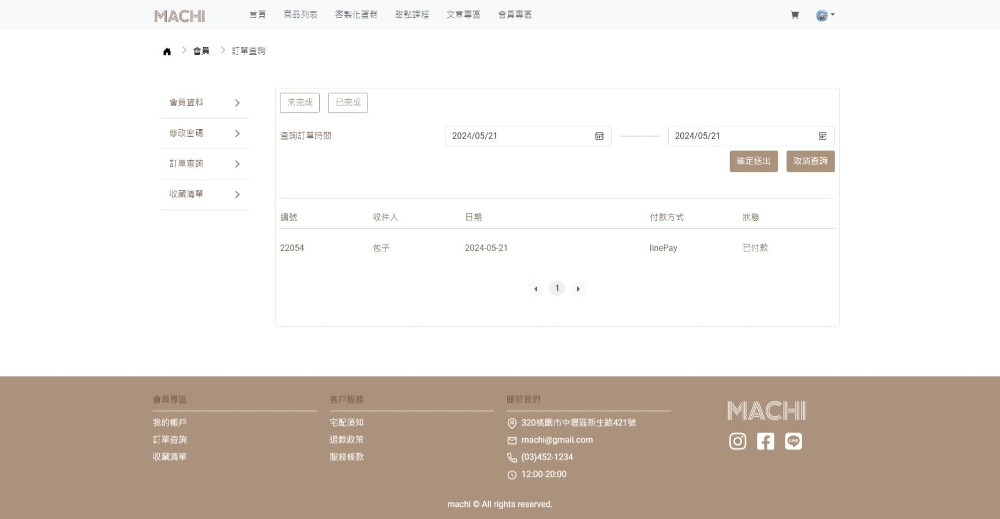 MACHI 首頁 商品列表 客製化蛋糕 甜點課程 文章專區 會員專區
會員 訂單查詢
會員資料
修改密碼
訂單查詢
收藏清單
未完成 已完成
查詢訂單時間 2024/05/21 2024/05/21
確定送出 取消查詢
編號 收件人 日期 付款方式 狀態
22054 包子 2024-05-21 linePay 已付款
1
會員專區
我的帳戶
訂單查詢
收藏清單
客戶服務
宅配須知
退款政策
服務條款
關於我們
320桃園市中壢區新生路421號
machi@gmail.com
(03)452-1234
12:00-20:00
MACHI
LINE
machi © All rights reserved.